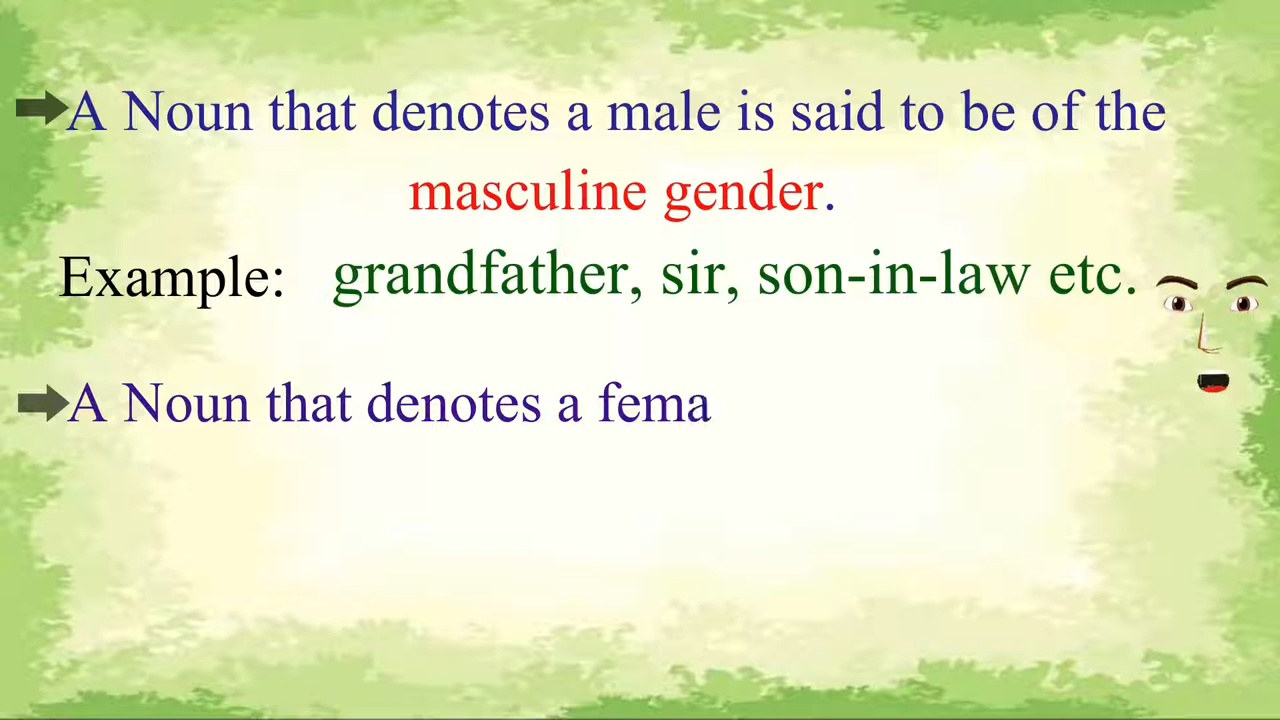 A Noun that denotes a male is said to be of the
masculine gender.
Example: grandfather, sir, son-in-law etc.
A Noun that denotes a fema